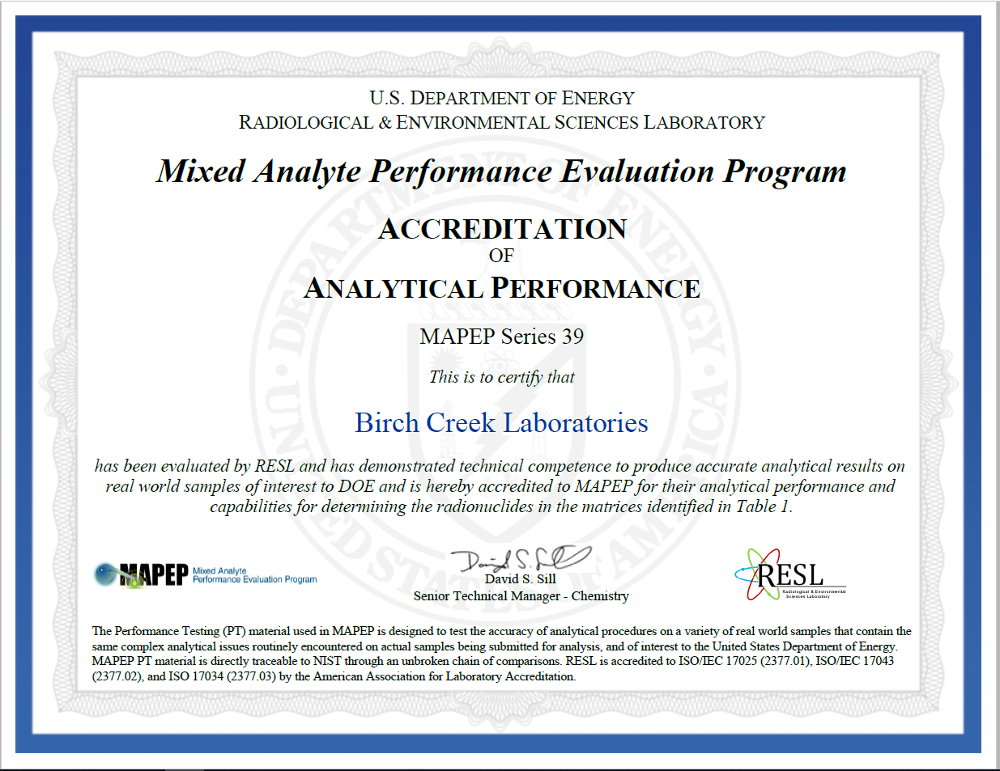 U.S. DEPARTMENT OF ENERGY
RADIOLOGICAL & ENVIRONMENTAL SCIENCES LABORATORY
Mixed Analyte Performance Evaluation Program
ACCREDITATION
OF
ANALYTICAL PERFORMANCE
MAPEP Series 39
This is to certify that
Birch Creek Laboratories
has been evaluated by RESL and has demonstrated technical competence to produce accurate analytical results on
real world samples of interest to DOE and is hereby accredited to MAPEP for their analytical performance and
capabilities for determining the radionuclides in the matrices identified in Table 1.
MAPEP Mixed Analyte
Performance Evaluation Program
David S. Sill
David S. Sill
Senior Technical Manager - Chemistry
RESL
Radiological & Environmental
Sciences Laboratory
The Performance Testing (PT) material used in MAPEP is designed to test the accuracy of analytical procedures on a variety of real world samples that contain the
same complex analytical issues routinely encountered on actual samples being submitted for analysis, and of interest to the United States Department of Energy.
MAPEP PT material is directly traceable to NIST through an unbroken chain of comparisons. RESL is accredited to ISO/IEC 17025 (2377.01), ISO/IEC 17043
(2377.02), and ISO 17034 (2377.03) by the American Association for Laboratory Accreditation.
DEPARTMENT OF ENERGY
UNITED STATES OF AMERICA